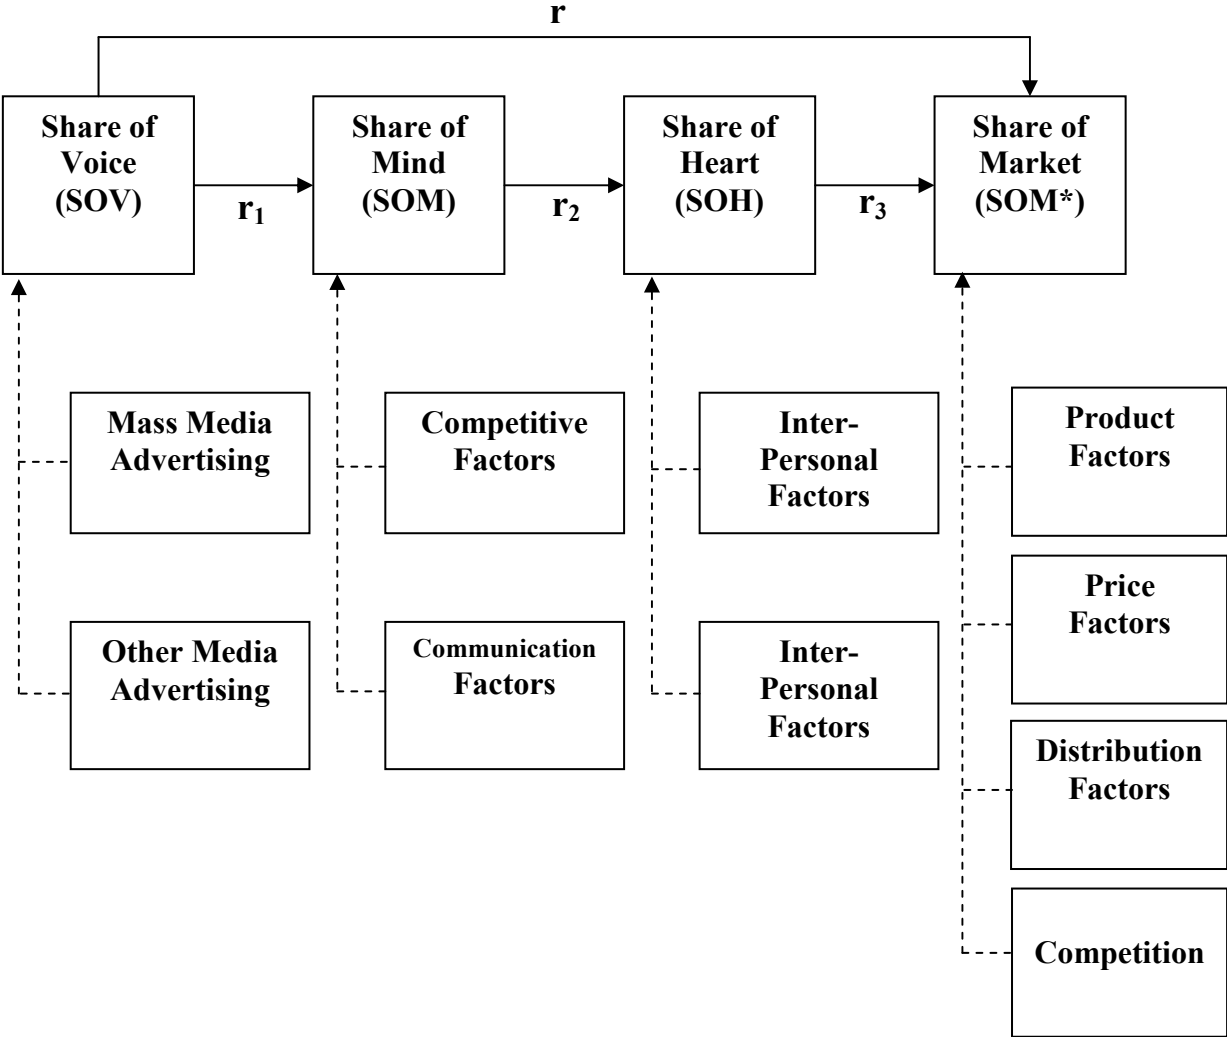 r
Share of
Voice
(SOV)
r₁
Share of
Mind
(SOM)
r₂
Share of
Heart
(SOH)
r₃
Share of
Market
(SOM*)
Mass Media
Advertising
Competitive
Factors
Inter-
Personal
Factors
Product
Factors
Price
Factors
Other Media
Advertising
Communication
Factors
Inter-
Personal
Factors
Distribution
Factors
Competition